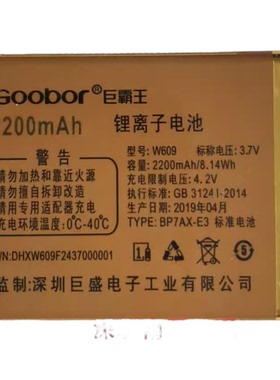 Goobor®巨霸王
2200mAh
锂离子电池
警告
请勿加热和靠近火源
请勿擅自拆卸改造
请用本专用适配器充电
充电环境温度:0℃-40℃
型号: W609 标称电压: 3.7V
容量: 2200mAh/8.14Wh
充电限制电压: 4.2V
执行标准: GB 31241-2014
生产日期: 2019年04月
TYPE: BP7AX-E3 标准电池
S/N:DHXW609F2437000001
监制:深圳巨盛电子工业有限公司